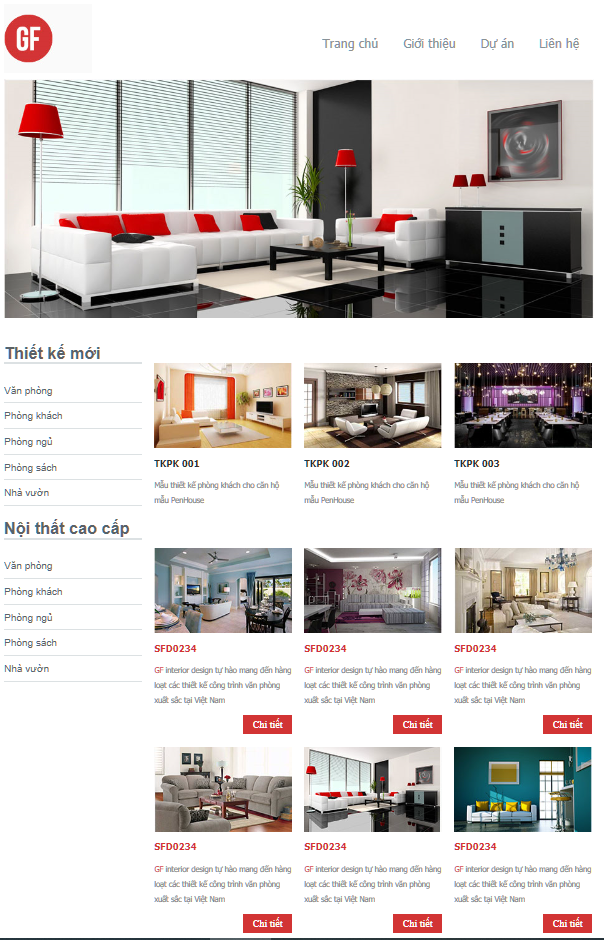 GF
Trang chủ
Giới thiệu
Dự án
Liên hệ
Thiết kế mới
Văn phòng
Phòng khách
Phòng ngủ
Phòng sách
Nhà vườn
Nội thất cao cấp
Văn phòng
Phòng khách
Phòng ngủ
Phòng sách
Nhà vườn
TKPK 001
Mẫu thiết kế phòng khách cho căn hộ
mẫu PenHouse
TKPK 002
Mẫu thiết kế phòng khách cho căn hộ
mẫu PenHouse
TKPK 003
Mẫu thiết kế phòng khách cho căn hộ
mẫu PenHouse
SFD0234
GF interior design tự hào mang đến hàng
loạt các thiết kế công trình văn phòng
xuất sắc tại Việt Nam
Chi tiết
SFD0234
GF interior design tự hào mang đến hàng
loạt các thiết kế công trình văn phòng
xuất sắc tại Việt Nam
Chi tiết
SFD0234
GF interior design tự hào mang đến hàng
loạt các thiết kế công trình văn phòng
xuất sắc tại Việt Nam
Chi tiết
SFD0234
GF interior design tự hào mang đến hàng
loạt các thiết kế công trình văn phòng
xuất sắc tại Việt Nam
Chi tiết
SFD0234
GF interior design tự hào mang đến hàng
loạt các thiết kế công trình văn phòng
xuất sắc tại Việt Nam
Chi tiết
SFD0234
GF interior design tự hào mang đến hàng
loạt các thiết kế công trình văn phòng
xuất sắc tại Việt Nam
Chi tiết